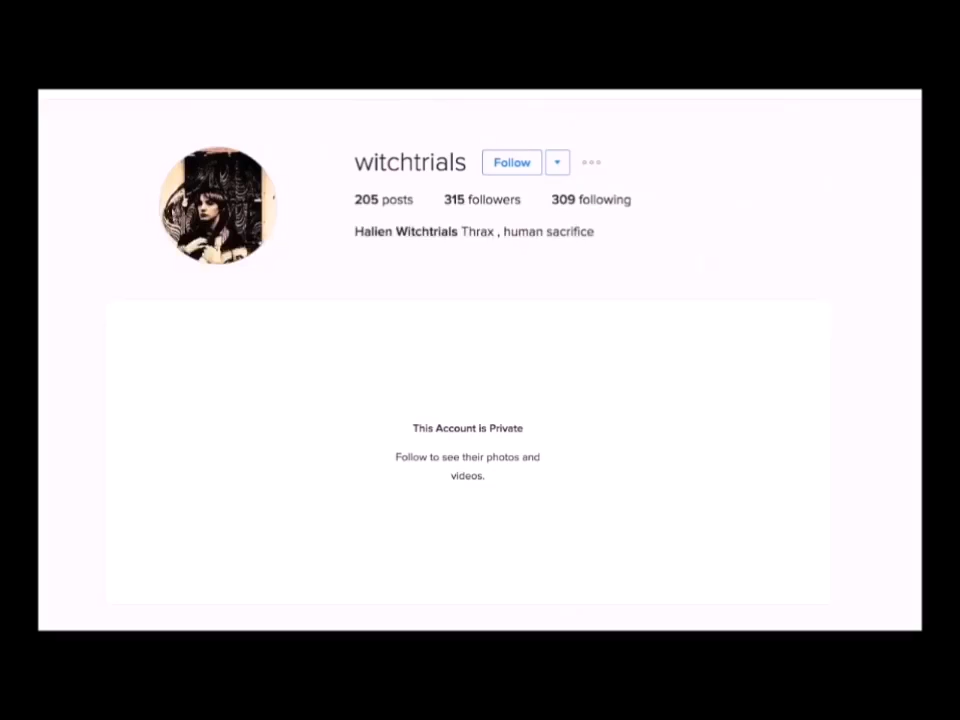 witchtrials Follow
205 posts 315 followers 309 following
Halien Witchtrials Thrax , human sacrifice
This Account is Private
Follow to see their photos and
videos.